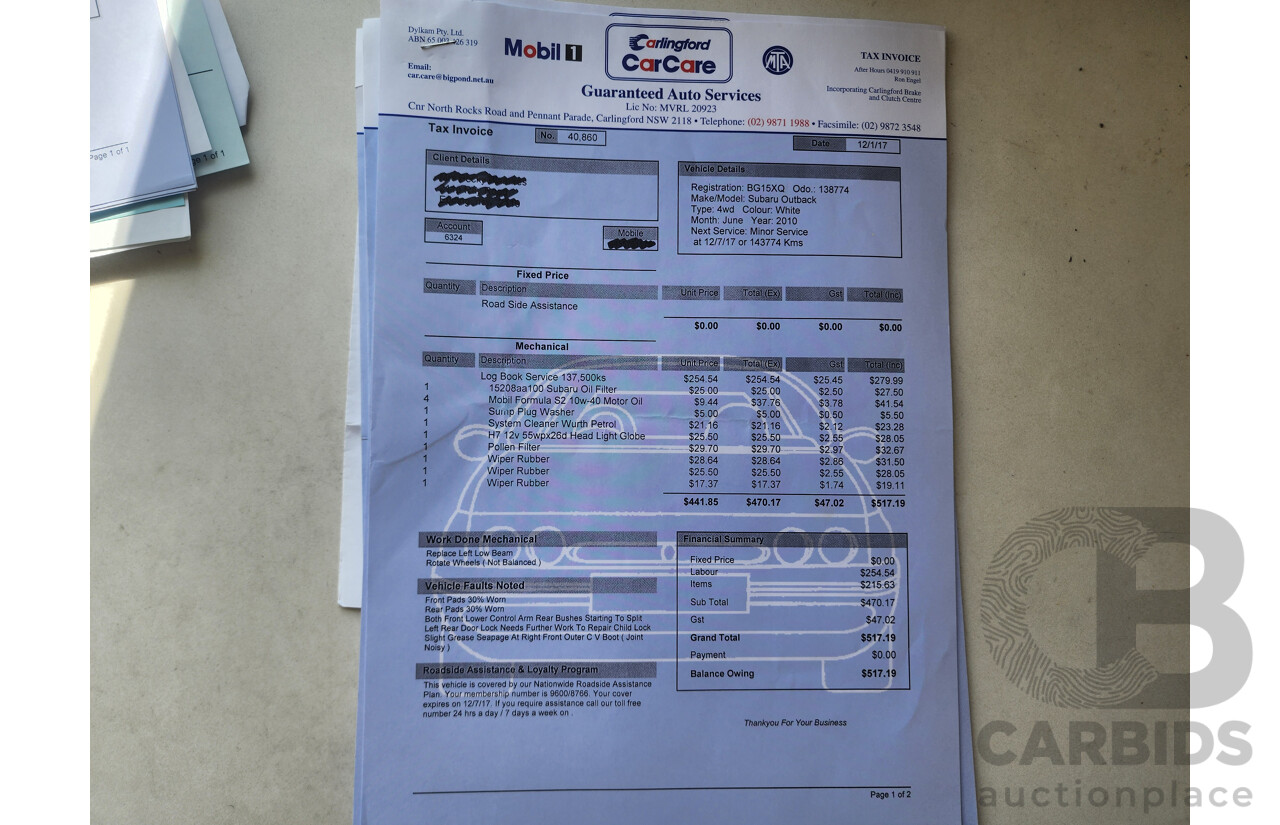 Dylkam Pty. Ltd.
ABN 65 003 326 319
Email:
car.care@bigpond.net.au
Mobil 1
Carlingford
CarCare
MTA
TAX INVOICE
After Hours 0419 910 911
Ron Engel
Incorporating Carlingford Brake
and Clutch Centre
Guaranteed Auto Services
Lic No: MVRL 20923
Cnr North Rocks Road and Pennant Parade, Carlingford NSW 2118 • Telephone: (02) 9871 1988 • Facsimile: (02) 9872 3548
Tax Invoice No. 40,860 Date 12/1/17
Client Details
Account
6324
Mobile
Vehicle Details
Registration: BG15XQ Odo.: 138774
Make/Model: Subaru Outback
Type: 4wd Colour: White
Month: June Year: 2010
Next Service: Minor Service
at 12/7/17 or 143774 Kms
Fixed Price
Quantity Description Unit Price Total (Ex) Gst Total (Inc)
Road Side Assistance
$0.00 $0.00 $0.00 $0.00
Mechanical
Quantity Description Unit Price Total (Ex) Gst Total (Inc)
Log Book Service 137,500ks $254.54 $254.54 $25.45 $279.99
1 15208aa100 Subaru Oil Filter $25.00 $25.00 $2.50 $27.50
4 Mobil Formula S2 10w-40 Motor Oil $9.44 $37.76 $3.78 $41.54
1 Sump Plug Washer $5.00 $5.00 $0.50 $5.50
1 System Cleaner Wurth Petrol $21.16 $21.16 $2.12 $23.28
1 H7 12v 55wpx26d Head Light Globe $25.50 $25.50 $2.55 $28.05
1 Pollen Filter $29.70 $29.70 $2.97 $32.67
1 Wiper Rubber $28.64 $28.64 $2.86 $31.50
1 Wiper Rubber $25.50 $25.50 $2.55 $28.05
1 Wiper Rubber $17.37 $17.37 $1.74 $19.11
$441.85 $470.17 $47.02 $517.19
Work Done Mechanical
Replace Left Low Beam
Rotate Wheels ( Not Balanced )
Vehicle Faults Noted
Front Pads 30% Worn
Rear Pads 30% Worn
Both Front Lower Control Arm Rear Bushes Starting To Split
Left Rear Door Lock Needs Further Work To Repair Child Lock
Slight Grease Seapage At Right Front Outer C V Boot ( Joint
Noisy )
Roadside Assistance & Loyalty Program
This vehicle is covered by our Nationwide Roadside Assistance
Plan. Your membership number is 9600/8766. Your cover
expires on 12/7/17. If you require assistance call our toll free
number 24 hrs a day / 7 days a week on .
Financial Summary
Fixed Price $0.00
Labour $254.54
Items $215.63
Sub Total $470.17
Gst $47.02
Grand Total $517.19
Payment $0.00
Balance Owing $517.19
Thankyou For Your Business
Page 1 of 2
Page 1 of 1
1 of 1
CB
CARBIDS
auctionplace